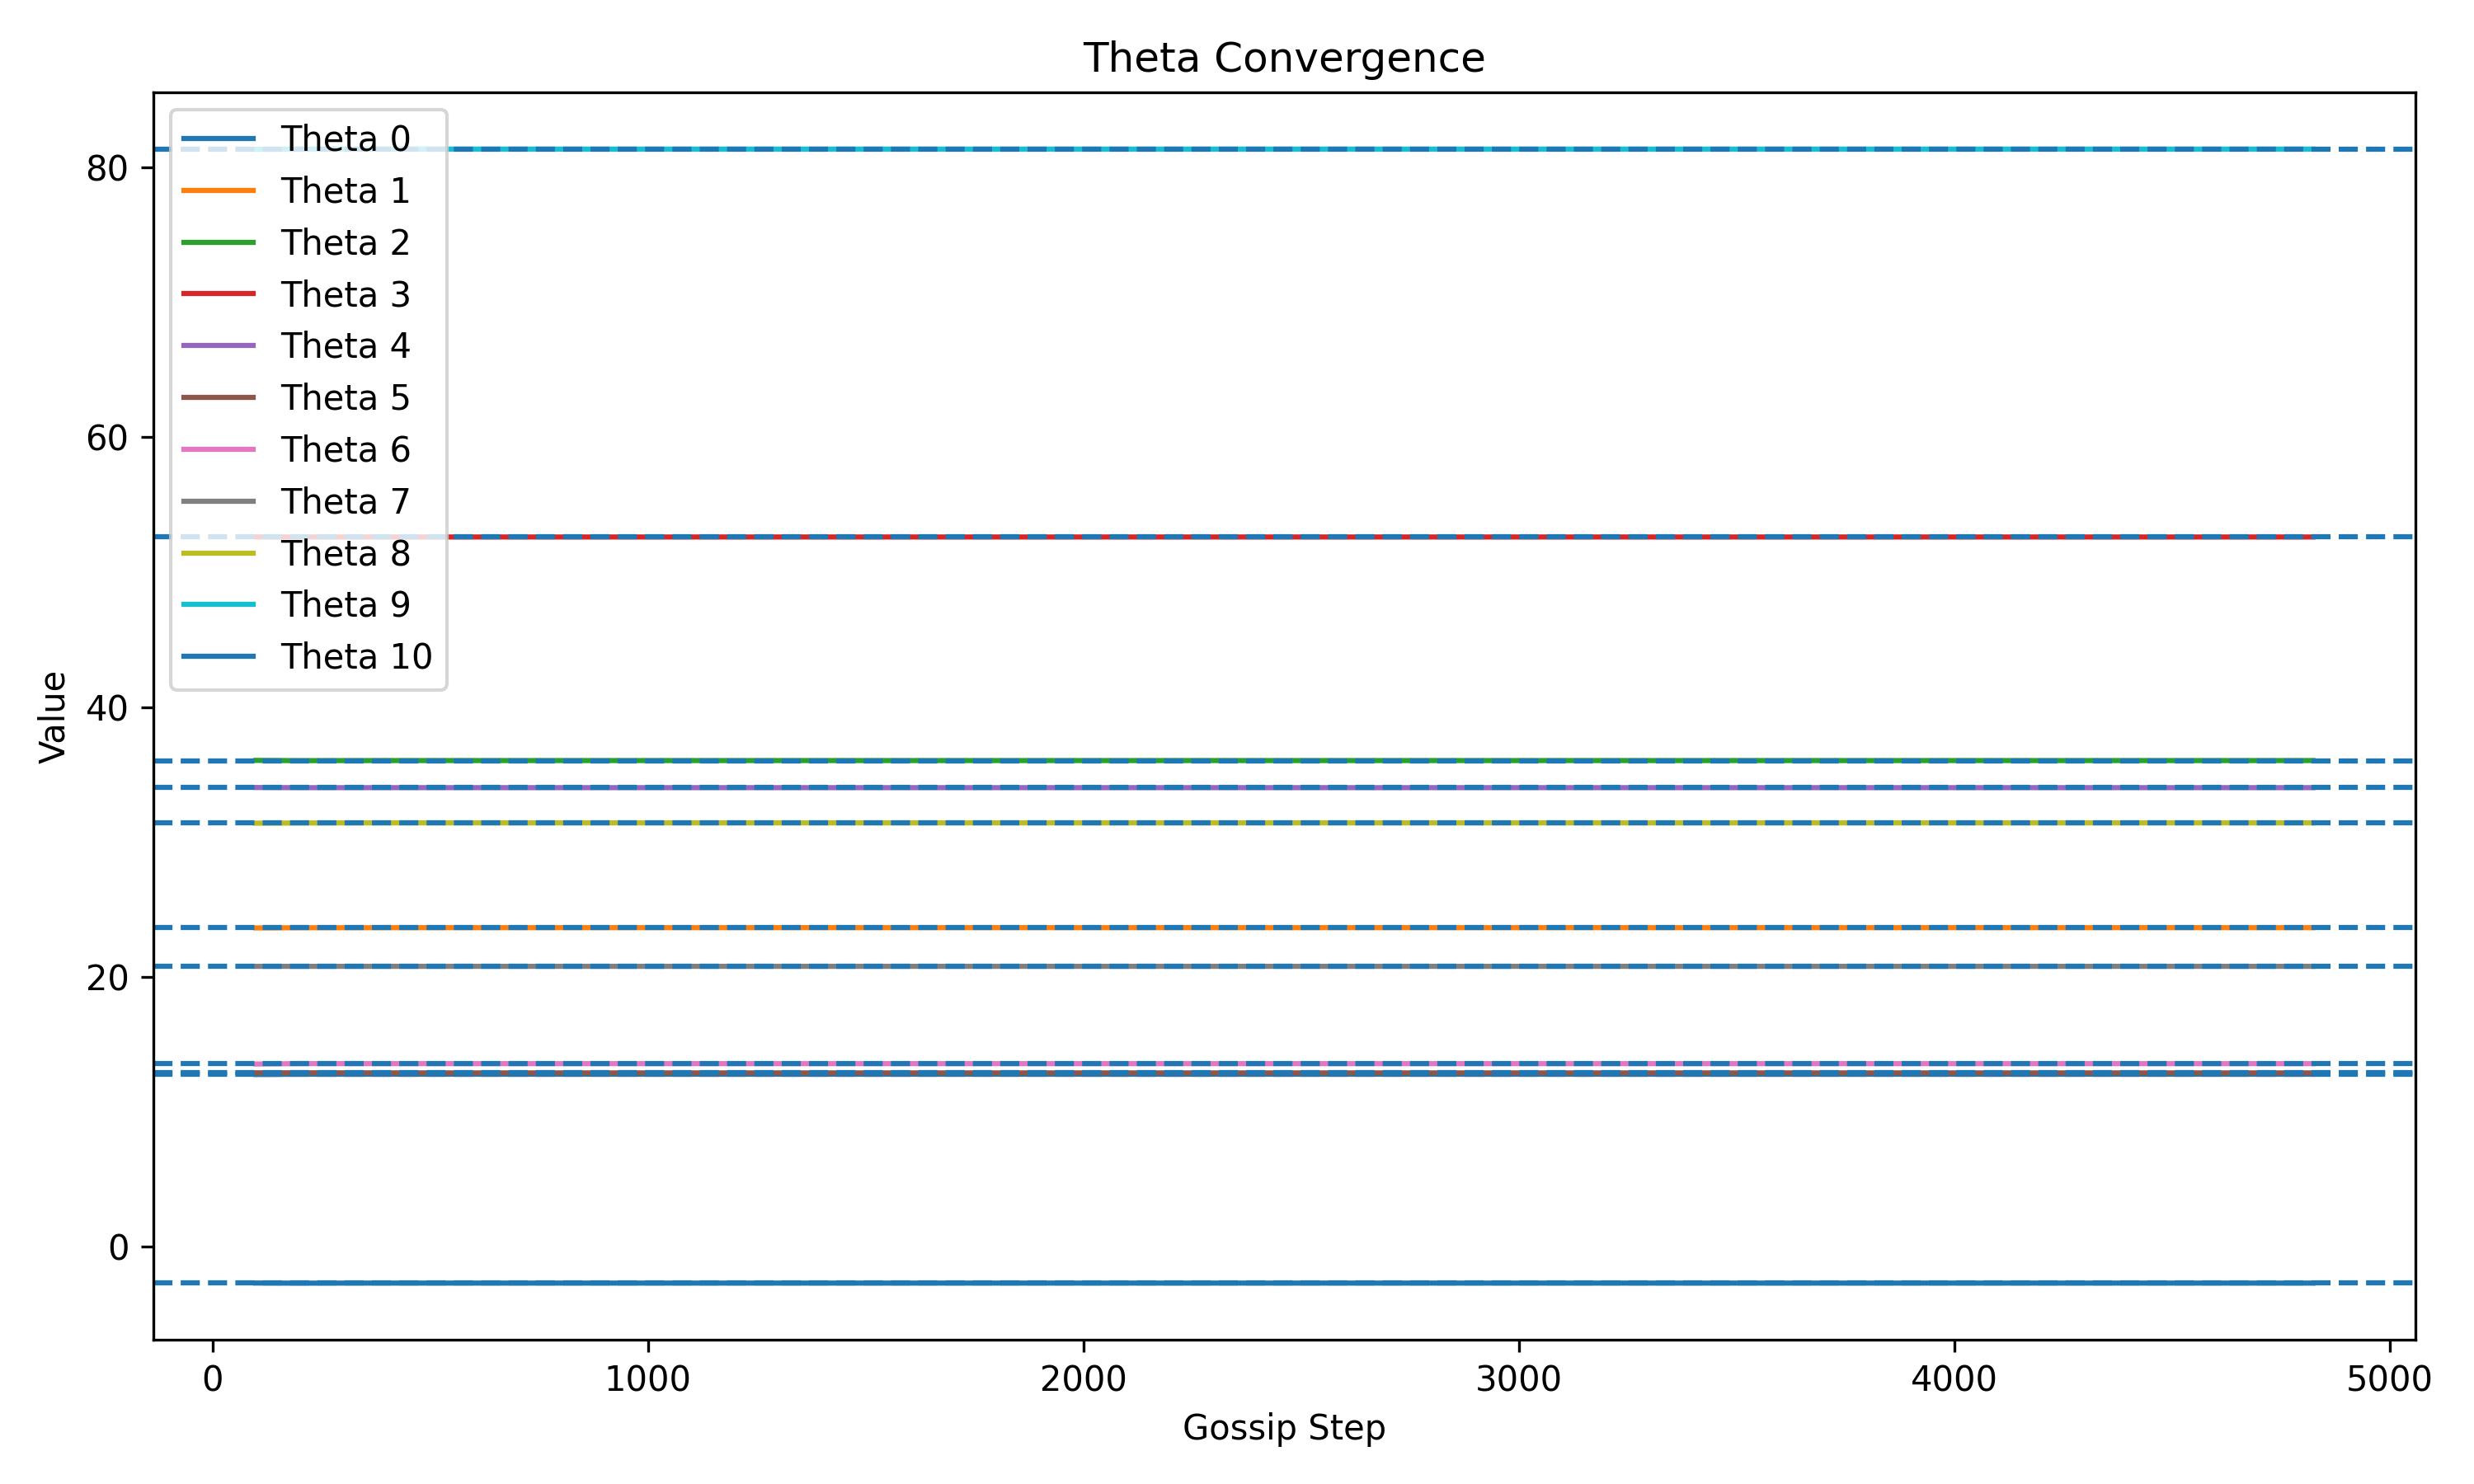 Theta Convergence
Theta 0
Theta 1
Theta 2
Theta 3
Theta 4
Theta 5
Theta 6
Theta 7
Theta 8
Theta 9
Theta 10
80
60
40
20
0
Value
0 1000 2000 3000 4000 5000
Gossip Step